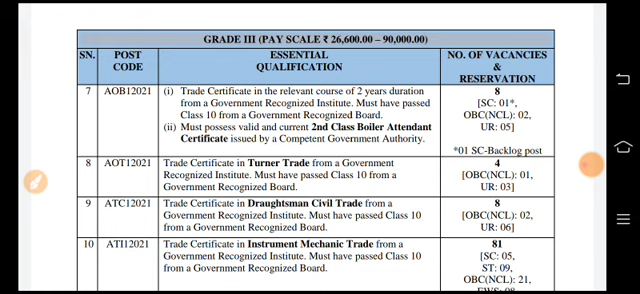 GRADE III (PAY SCALE ₹ 26,600.00 – 90,000.00)
SN. POST CODE ESSENTIAL QUALIFICATION NO. OF VACANCIES & RESERVATION
7 AOB12021 (i) Trade Certificate in the relevant course of 2 years duration
from a Government Recognized Institute. Must have passed
Class 10 from a Government Recognized Board.
(ii) Must possess valid and current 2nd Class Boiler Attendant
Certificate issued by a Competent Government Authority.
8
[SC: 01*,
OBC(NCL): 02,
UR: 05]
*01 SC-Backlog post
8 AOT12021 Trade Certificate in Turner Trade from a Government
Recognized Institute. Must have passed Class 10 from a
Government Recognized Board.
4
[OBC(NCL): 01,
UR: 03]
9 ATC12021 Trade Certificate in Draughtsman Civil Trade from a
Government Recognized Institute. Must have passed Class 10
from a Government Recognized Board.
8
[OBC(NCL): 02,
UR: 06]
10 ATI12021 Trade Certificate in Instrument Mechanic Trade from a
Government Recognized Institute. Must have passed Class 10
from a Government Recognized Board.
81
[SC: 05,
ST: 09,
OBC(NCL): 21,